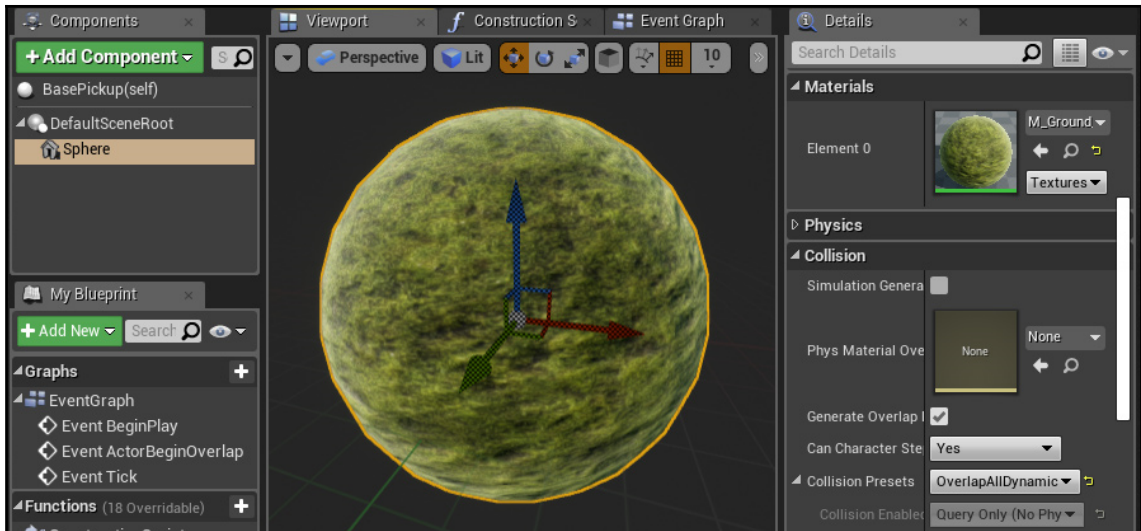 Components
+ Add Component
S
BasePickup(self)
DefaultSceneRoot
Sphere
My Blueprint
+ Add New
Search
Graphs
+
EventGraph
Event BeginPlay
Event ActorBeginOverlap
Event Tick
Functions (18 Overridable)
+
Viewport
Construction S
Event Graph
Perspective
Lit
10
Details
Search Details
Materials
Element 0
M_Ground
Textures
Physics
Collision
Simulation Genera
Phys Material Ove
None
None
Generate Overlap
Can Character Ste
Yes
Collision Presets
OverlapAllDynamic
Collision Enabled
Query Only (No Phy